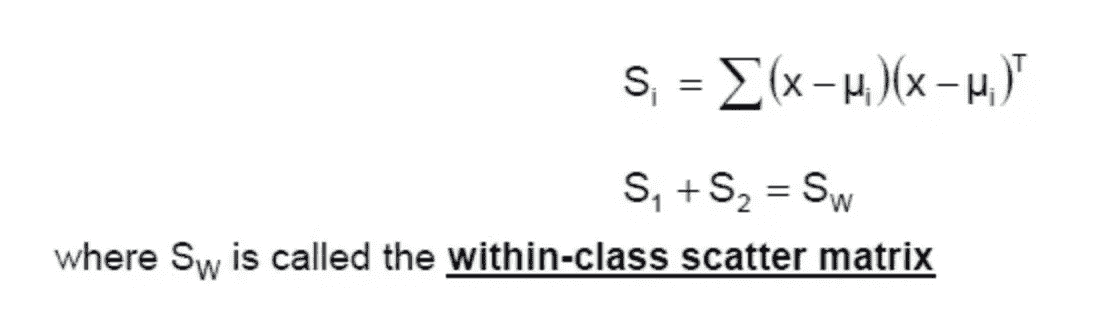 Sᵢ = ∑(x − μᵢ)(x − μᵢ)ᵀ
S₁ + S₂ = S_W
where S_W is called the within-class scatter matrix